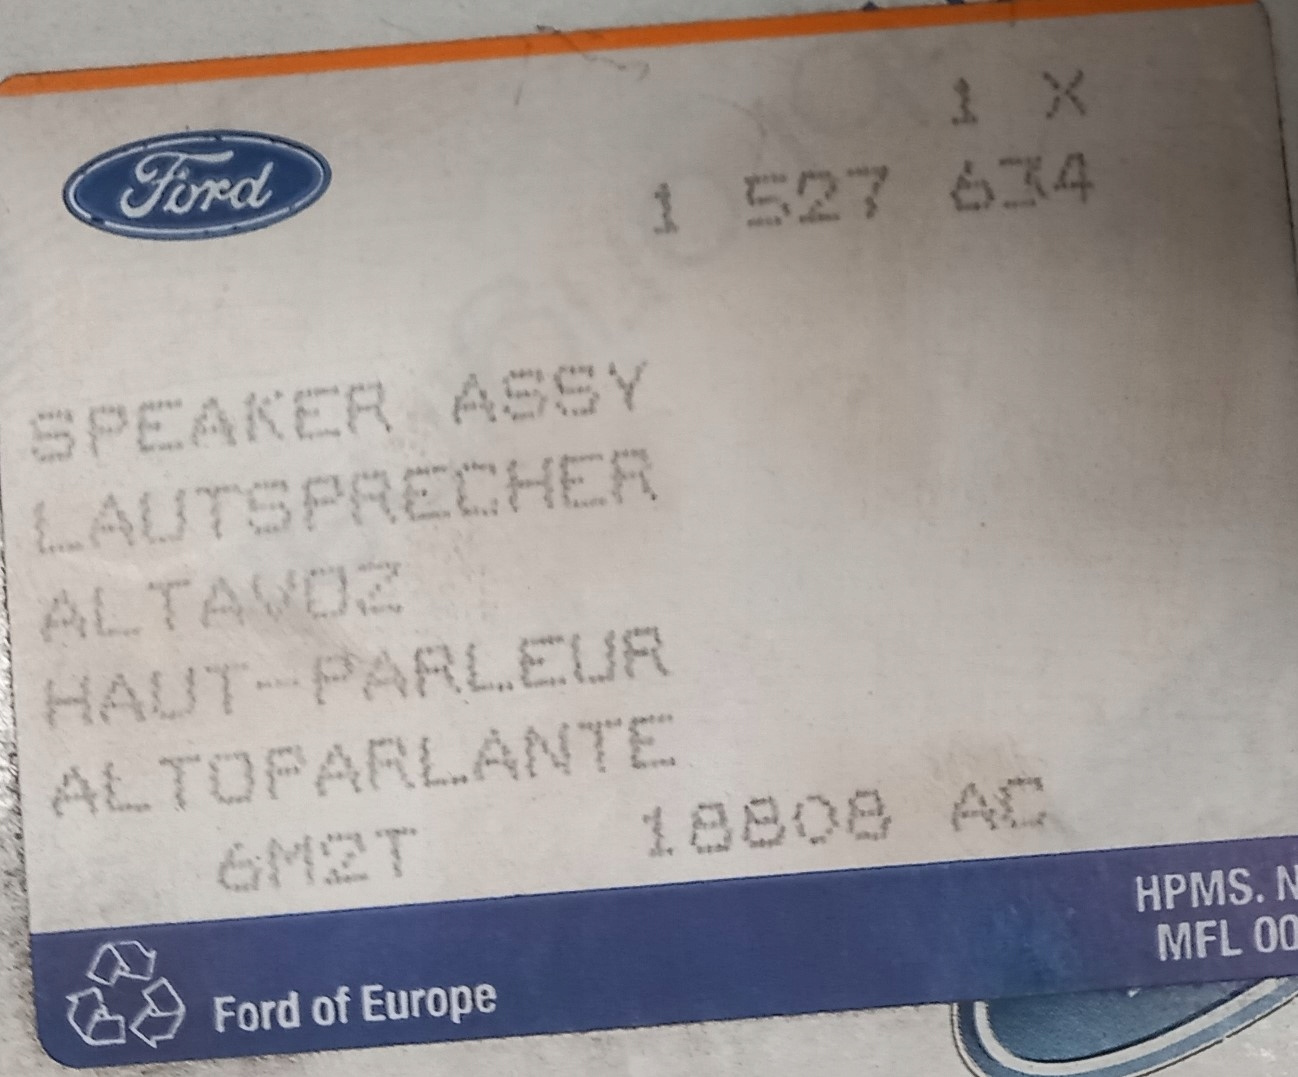 1 X
Ford
1 527 634
SPEAKER ASSY
LAUTSPRECHER
ALTAVOZ
HAUT-PARLEUR
ALTOPARLANTE
6M2T 18808 AC
HPMS. N
MFL 00
Ford of Europe